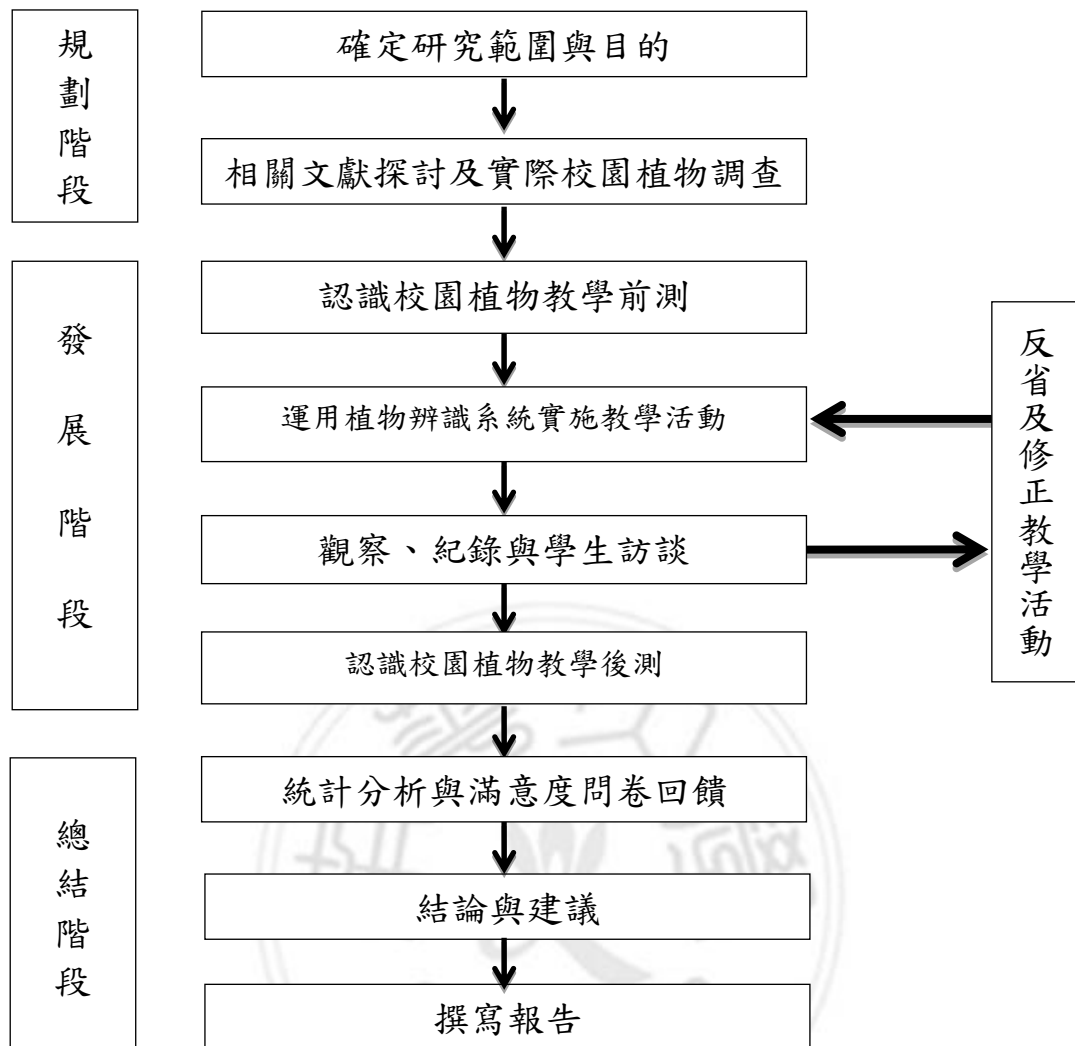 規劃階段
確定研究範圍與目的
相關文獻探討及實際校園植物調查
發展階段
認識校園植物教學前測
運用植物辨識系統實施教學活動
觀察、紀錄與學生訪談
認識校園植物教學後測
反省及修正教學活動
總結階段
統計分析與滿意度問卷回饋
結論與建議
撰寫報告